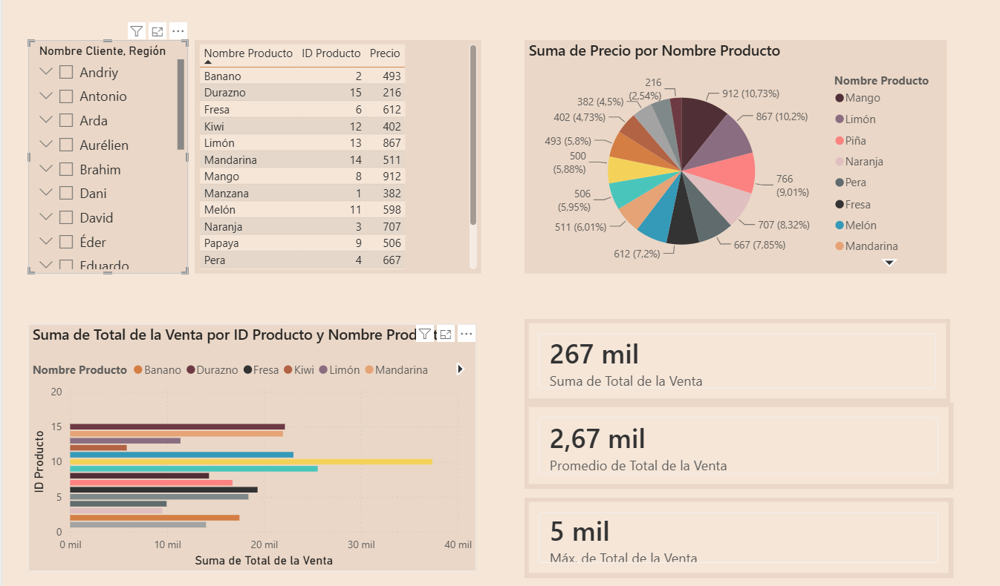 Nombre Cliente, Región
Andriy
Antonio
Arda
Aurélien
Brahim
Dani
David
Éder
Eduardo
Nombre Producto ID Producto Precio
Banano 2 493
Durazno 15 216
Fresa 6 612
Kiwi 12 402
Limón 13 867
Mandarina 14 511
Mango 8 912
Manzana 1 382
Melón 11 598
Naranja 3 707
Papaya 9 506
Pera 4 667
Suma de Precio por Nombre Producto
912 (10,73%)
867 (10,2%)
766
(9,01%)
707 (8,32%)
667 (7,85%)
612 (7,2%)
511 (6,01%)
506
(5,95%)
500
(5,88%)
493 (5,8%)
402 (4,73%)
382 (4,5%)
216
(2,54%)
Nombre Producto
Mango
Limón
Piña
Naranja
Pera
Fresa
Melón
Mandarina
Suma de Total de la Venta por ID Producto y Nombre Prod
Nombre Producto Banano Durazno Fresa Kiwi Limón Mandarina
ID Producto
20
15
10
5
0
0 mil 10 mil 20 mil 30 mil 40 mil
Suma de Total de la Venta
267 mil
Suma de Total de la Venta
2,67 mil
Promedio de Total de la Venta
5 mil
Máx. de Total de la Venta